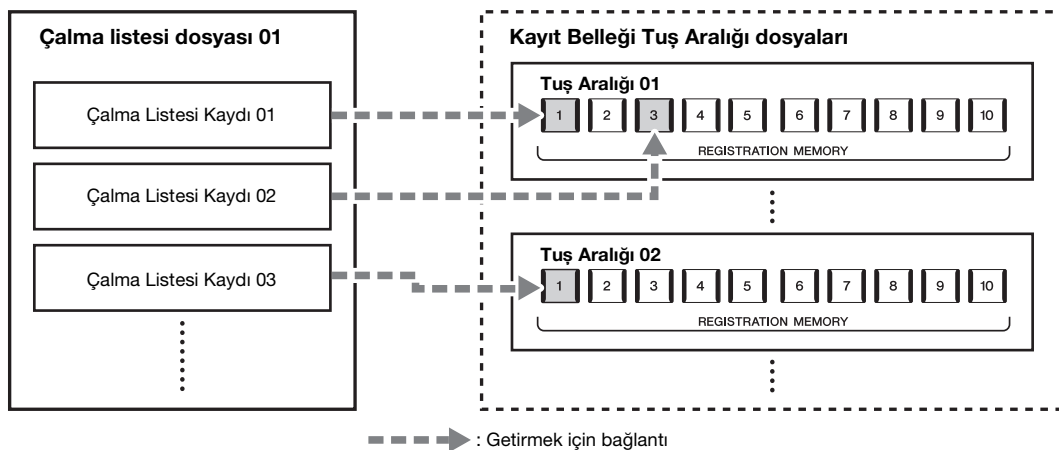 Çalma listesi dosyası 01
Çalma Listesi Kaydı 01
Çalma Listesi Kaydı 02
Çalma Listesi Kaydı 03
Kayıt Belleği Tuş Aralığı dosyaları
Tuş Aralığı 01
1 2 3 4 5 6 7 8 9 10
REGISTRATION MEMORY
Tuş Aralığı 02
1 2 3 4 5 6 7 8 9 10
REGISTRATION MEMORY
: Getirmek için bağlantı